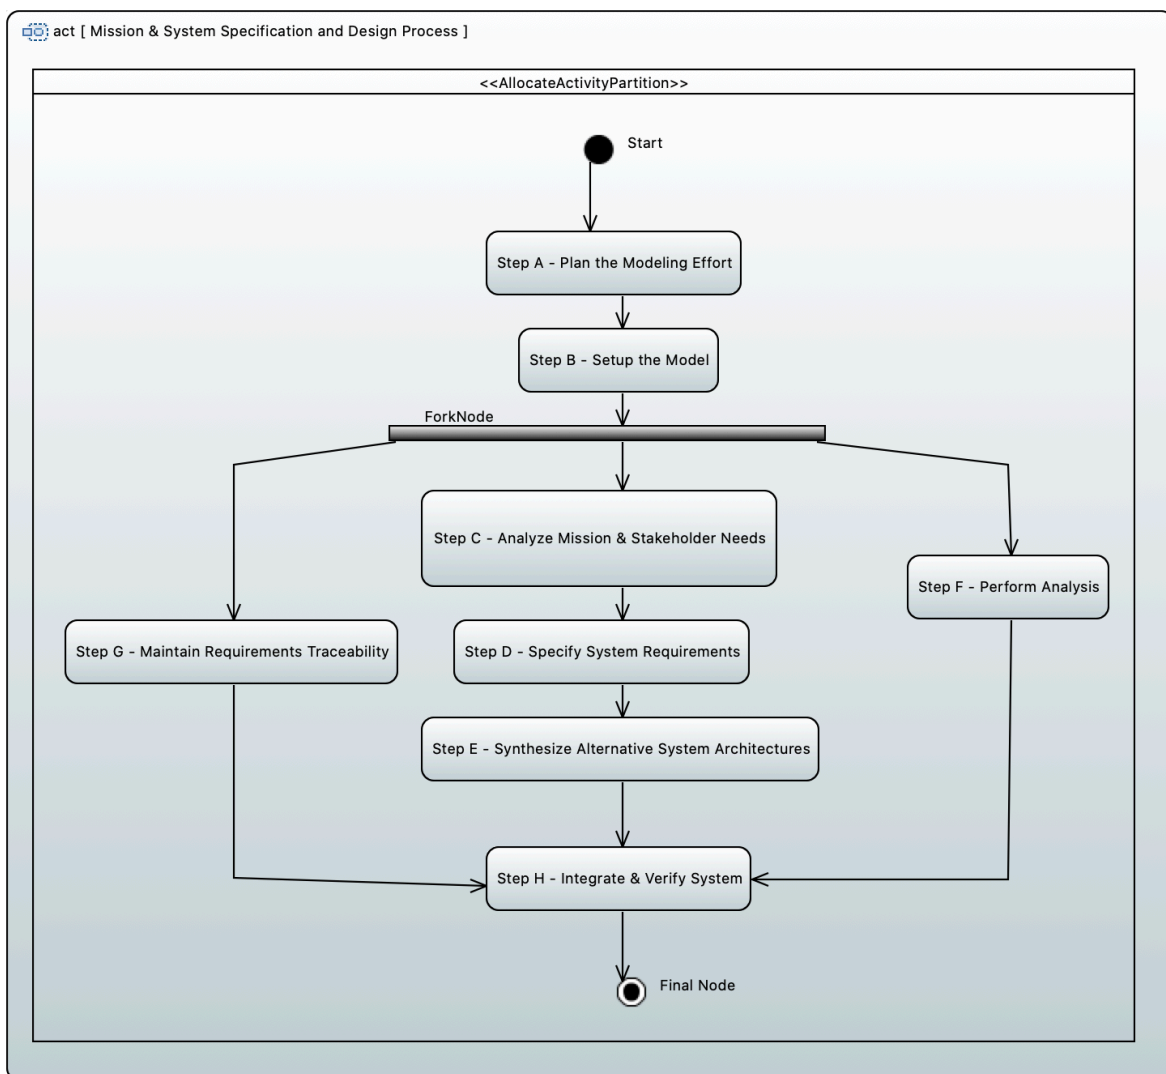 act [ Mission & System Specification and Design Process ]
<<AllocateActivityPartition>>
Start
Step A - Plan the Modeling Effort
Step B - Setup the Model
ForkNode
Step C - Analyze Mission & Stakeholder Needs
Step F - Perform Analysis
Step G - Maintain Requirements Traceability
Step D - Specify System Requirements
Step E - Synthesize Alternative System Architectures
Step H - Integrate & Verify System
Final Node